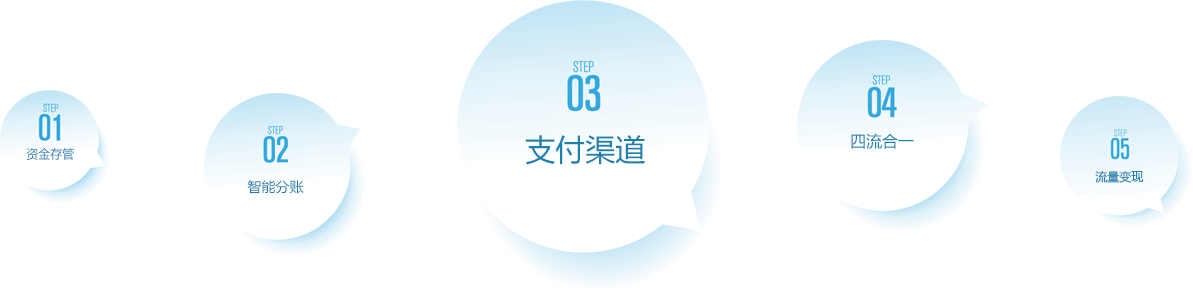 STEP
01
资金存管
STEP
02
智能分账
STEP
03
支付渠道
STEP
04
四流合一
STEP
05
流量变现